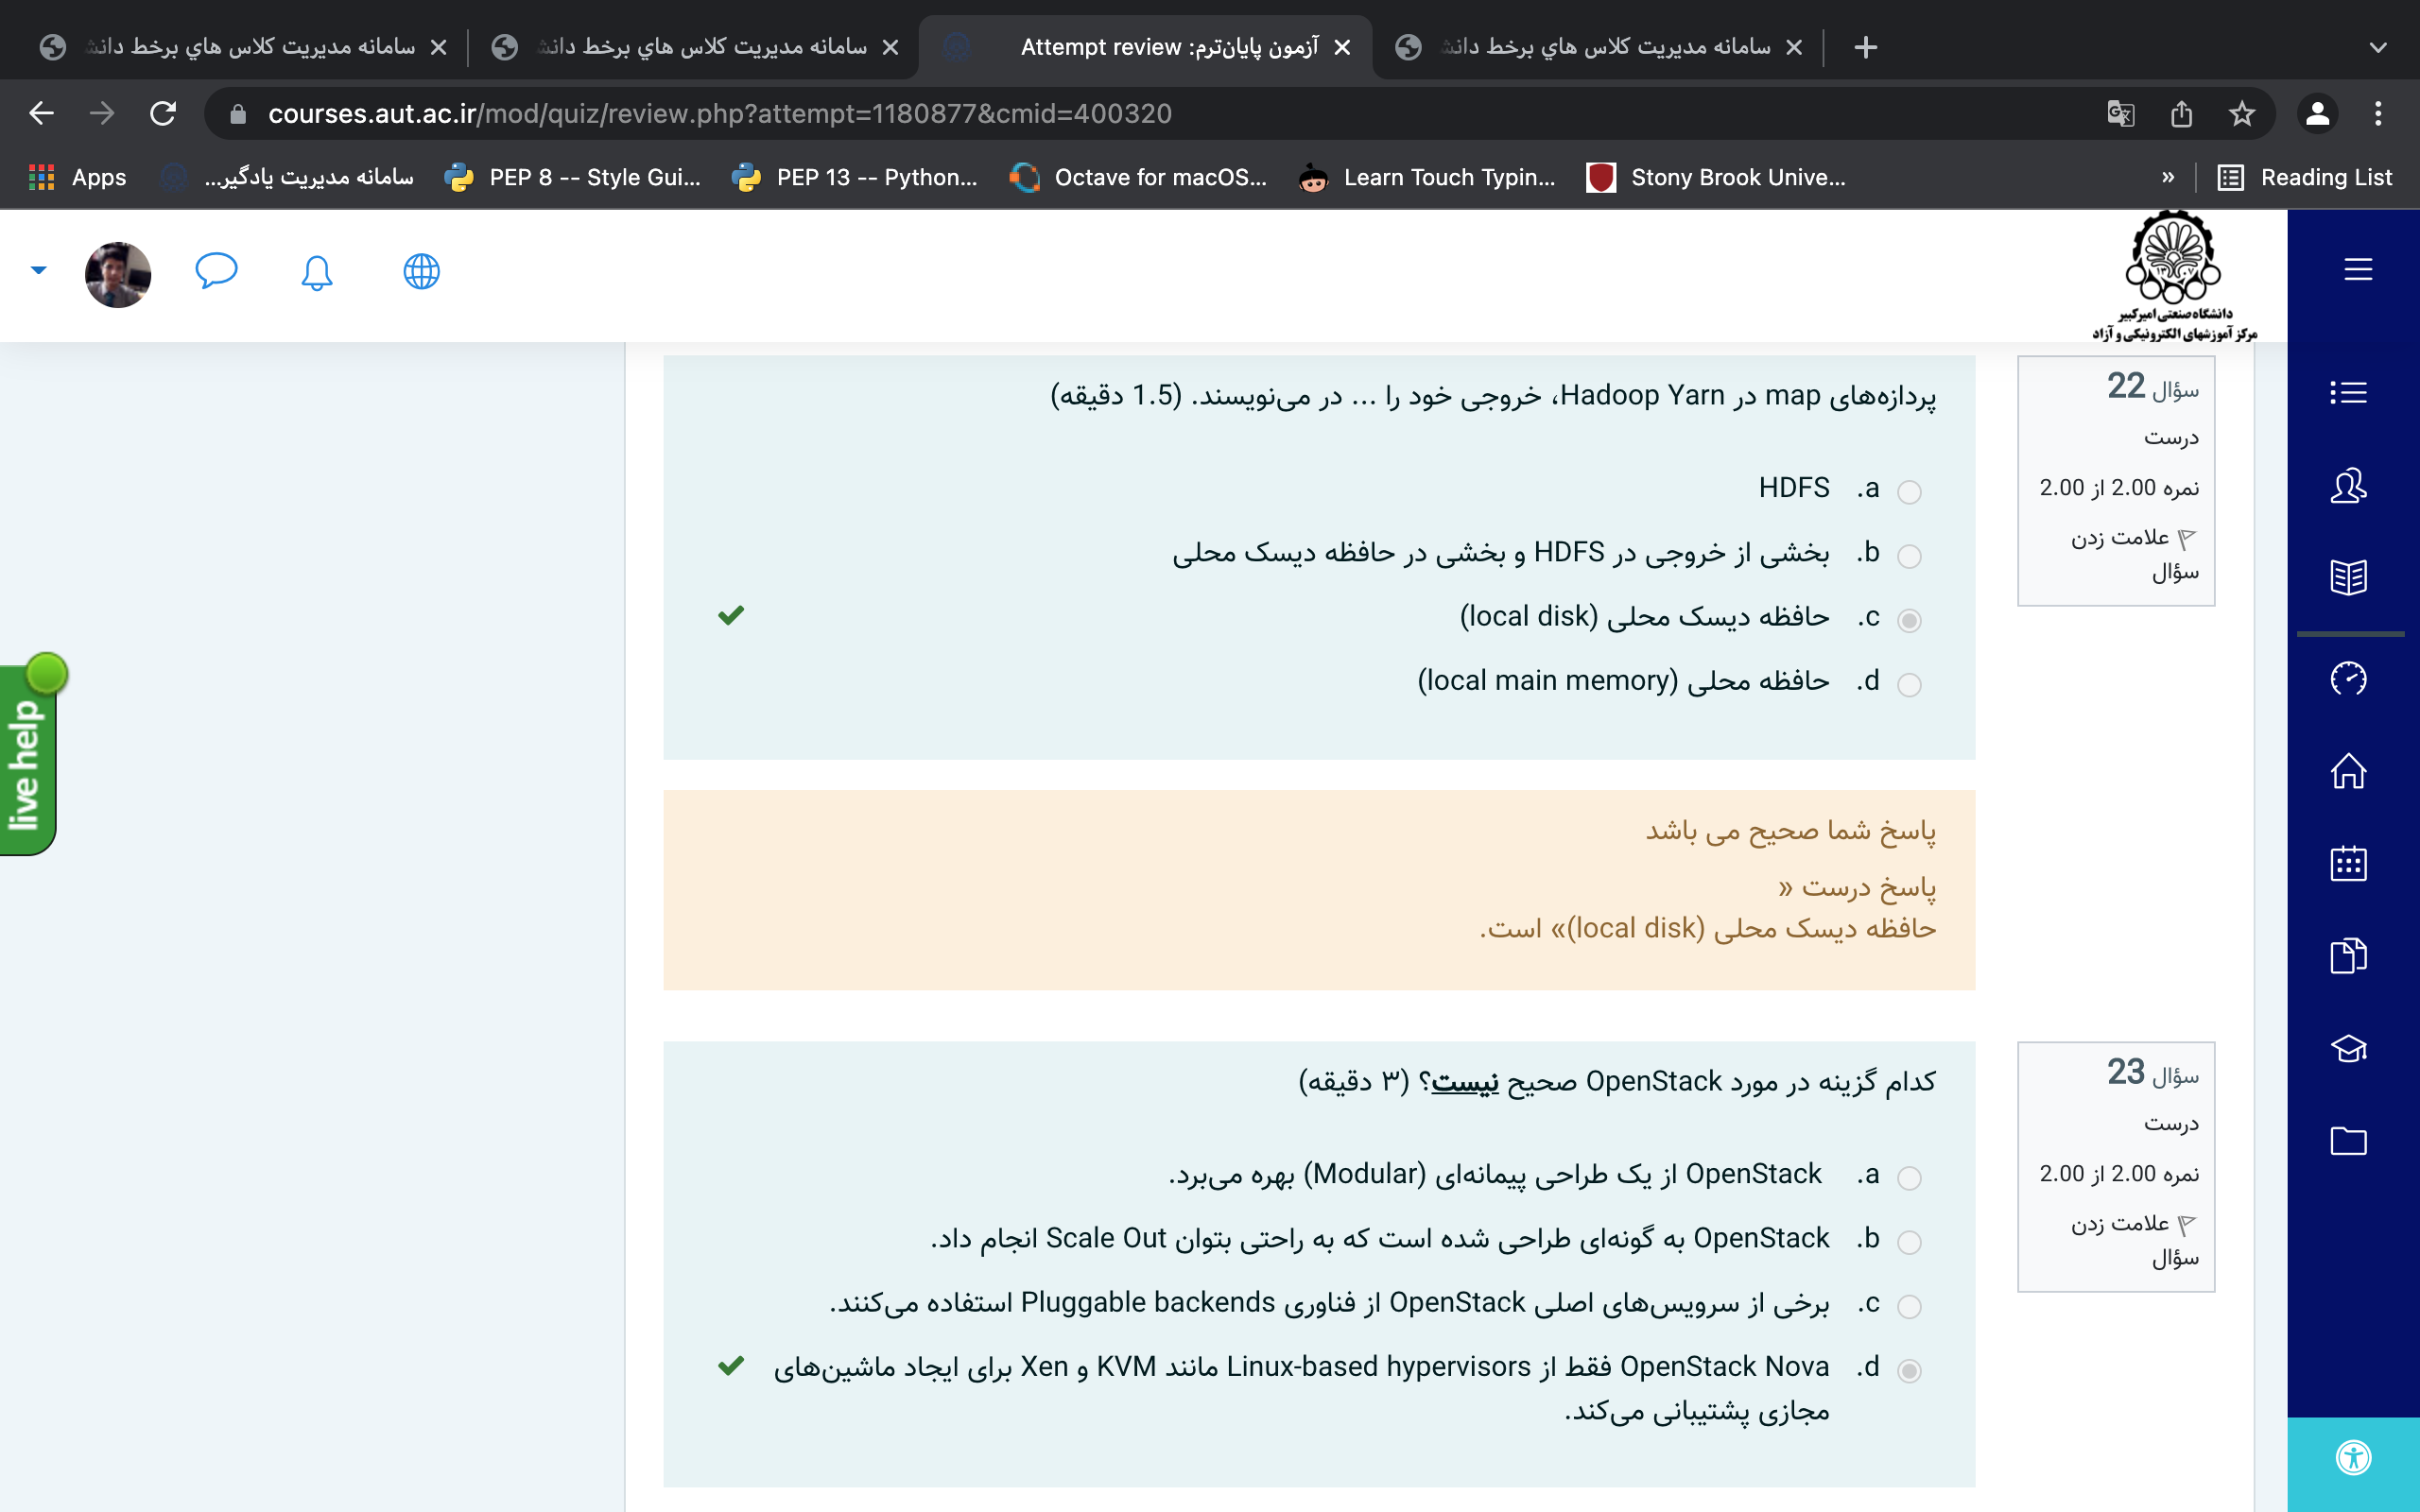 سامانه مدیریت کلاس هاي برخط دانش
سامانه مدیریت کلاس هاي برخط دانش
آزمون پایان‌ترم: Attempt review
سامانه مدیریت کلاس هاي برخط دانش
courses.aut.ac.ir/mod/quiz/review.php?attempt=1180877&cmid=400320
Apps
سامانه مدیریت یادگیر...
PEP 8 -- Style Gui...
PEP 13 -- Python...
Octave for macOS...
Learn Touch Typin...
Stony Brook Unive...
»
Reading List
دانشگاه صنعتی امیرکبیر
مرکز آموزشهای الکترونیکی و آزاد
live help
سؤال 22
درست
نمره 2.00 از 2.00
علامت زدن
سؤال
پردازه‌های map در Hadoop Yarn، خروجی خود را ... در می‌نویسند. (1.5 دقیقه)
a. HDFS
b. بخشی از خروجی در HDFS و بخشی در حافظه دیسک محلی
c. حافظه دیسک محلی (local disk)
d. حافظه محلی (local main memory)
پاسخ شما صحیح می باشد
پاسخ درست «
حافظه دیسک محلی (local disk)» است.
سؤال 23
درست
نمره 2.00 از 2.00
علامت زدن
سؤال
کدام گزینه در مورد OpenStack صحیح نیست؟ (۳ دقیقه)
a. OpenStack از یک طراحی پیمانه‌ای (Modular) بهره می‌برد.
b. OpenStack به گونه‌ای طراحی شده است که به راحتی بتوان Scale Out انجام داد.
c. برخی از سرویس‌های اصلی OpenStack از فناوری Pluggable backends استفاده می‌کنند.
d. OpenStack Nova فقط از Linux-based hypervisors مانند KVM و Xen برای ایجاد ماشین‌های
مجازی پشتیبانی می‌کند.